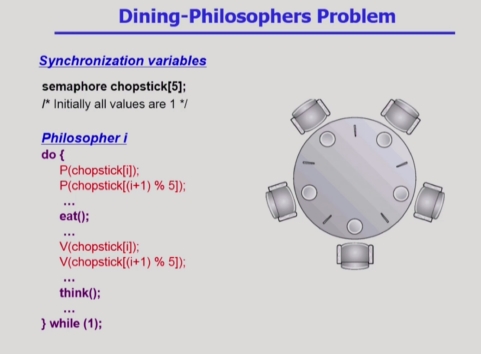 Dining-Philosophers Problem
Synchronization variables
semaphore chopstick[5];
/* Initially all values are 1 */
Philosopher i
do {
P(chopstick[i]);
P(chopstick[(i+1) % 5]);
...
eat();
...
V(chopstick[i]);
V(chopstick[(i+1) % 5]);
...
think();
...
} while (1);